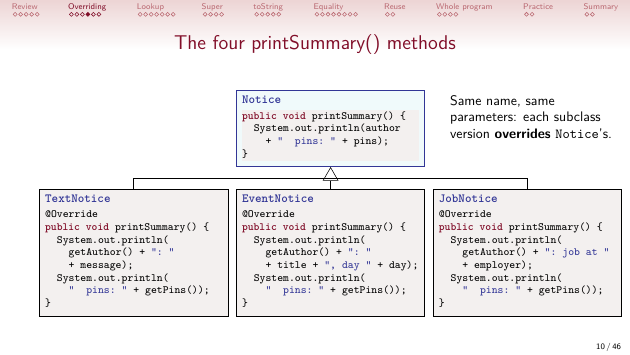 Review Overriding Lookup Super toString Equality Reuse Whole program Practice Summary
The four printSummary() methods
Notice
public void printSummary() {
System.out.println(author
+ "  pins: " + pins);
}
Same name, same
parameters: each subclass
version overrides Notice's.
TextNotice
@Override
public void printSummary() {
System.out.println(
getAuthor() + ": "
+ message);
System.out.println(
"  pins: " + getPins());
}
EventNotice
@Override
public void printSummary() {
System.out.println(
getAuthor() + ": "
+ title + ", day " + day);
System.out.println(
"  pins: " + getPins());
}
JobNotice
@Override
public void printSummary() {
System.out.println(
getAuthor() + ": job at "
+ employer);
System.out.println(
"  pins: " + getPins());
}
10 / 46